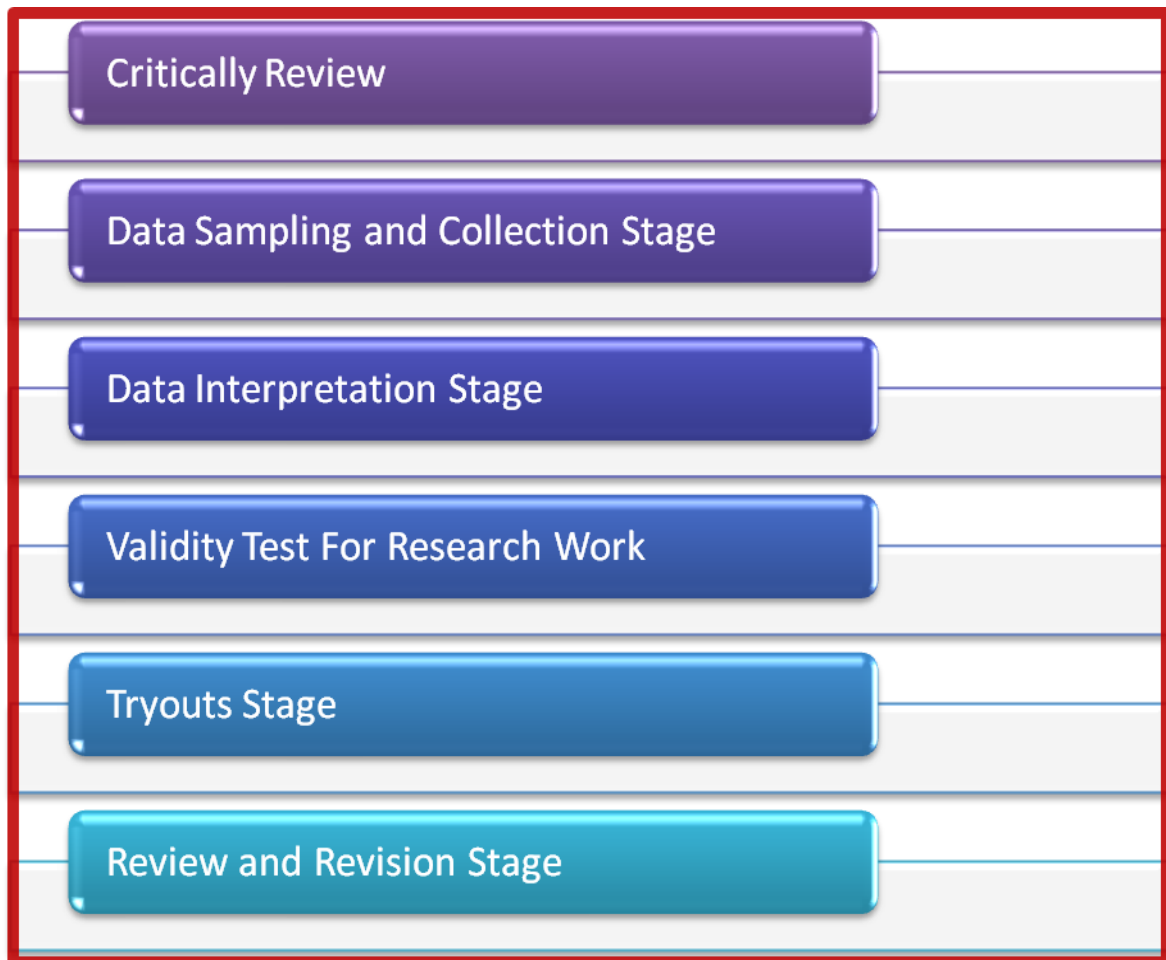 Critically Review
Data Sampling and Collection Stage
Data Interpretation Stage
Validity Test For Research Work
Tryouts Stage
Review and Revision Stage